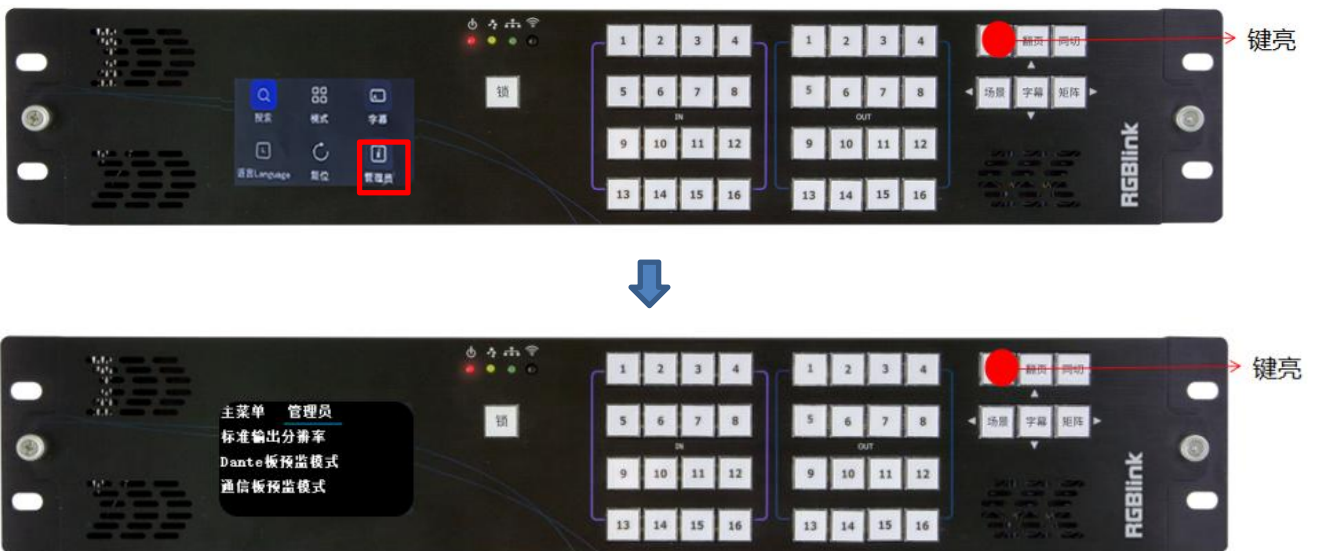 1 2 3 4
1 2 3 4
翻页 同切
键亮
锁
5 6 7 8
5 6 7 8
场景 字幕 矩阵
搜索 模式 字幕
IN
OUT
9 10 11 12
9 10 11 12
语言Language 复位 管理员
13 14 15 16
13 14 15 16
RGBlink
1 2 3 4
1 2 3 4
翻页 同切
键亮
主菜单 管理员
标准输出分辨率
Dante板预监模式
通信板预监模式
锁
5 6 7 8
5 6 7 8
场景 字幕 矩阵
IN
OUT
9 10 11 12
9 10 11 12
13 14 15 16
13 14 15 16
RGBlink